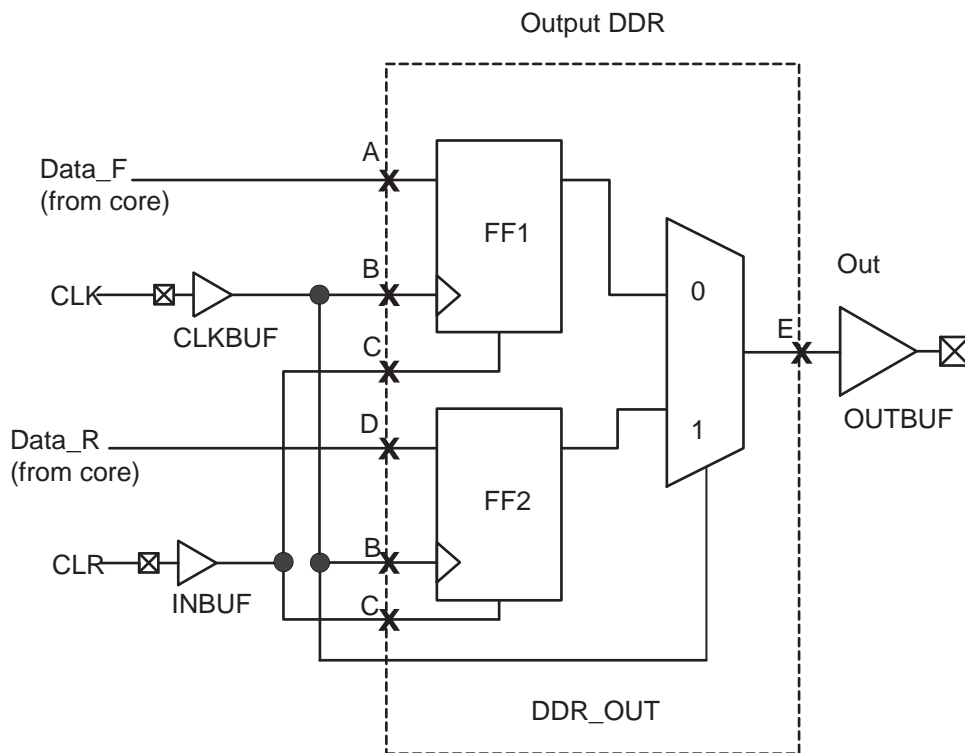 Output DDR
A
Data_F
(from core)
FF1
B
CLK
CLKBUF
0
Out
E
C
D
Data_R
(from core)
1
OUTBUF
FF2
B
CLR
INBUF
C
DDR_OUT